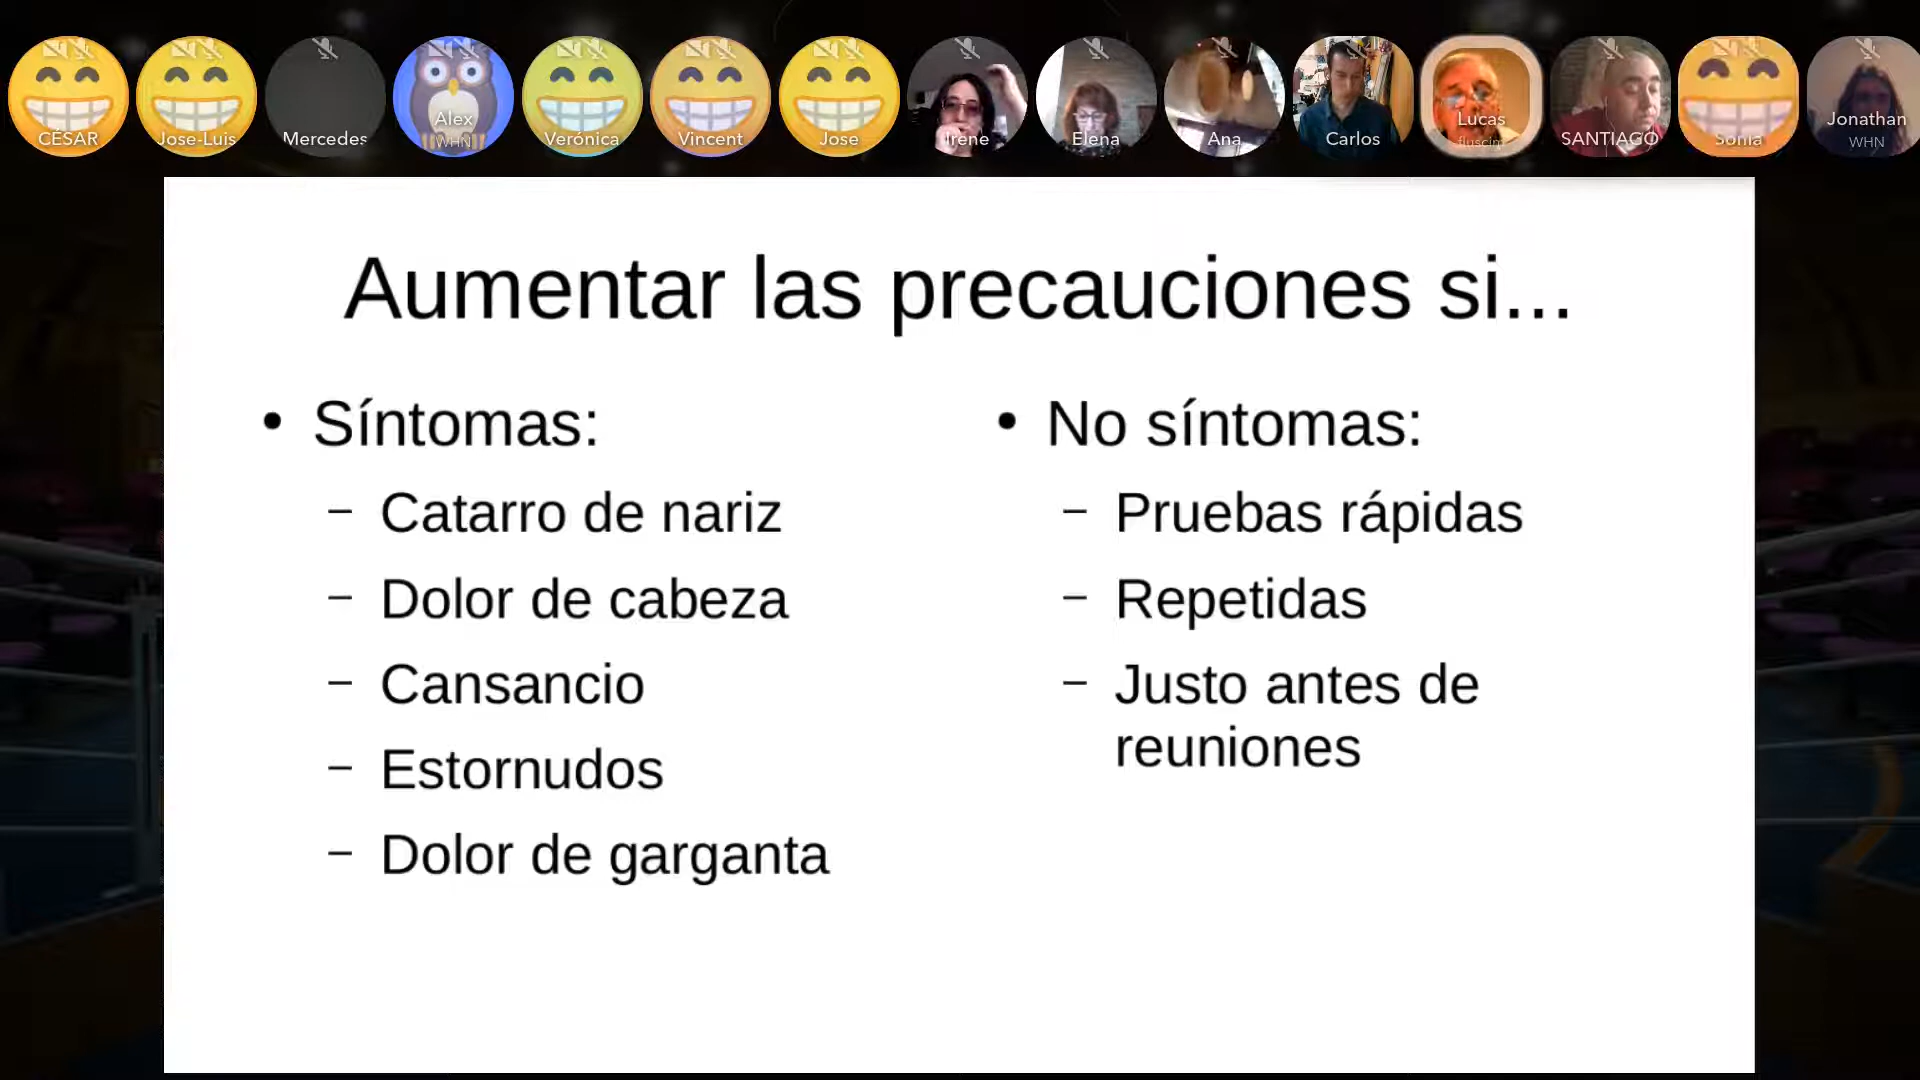 CÉSAR
Jose-Luis
Mercedes
Alex
WHN
Verónica
Vincent
Jose
Irene
Elena
Ana
Carlos
Lucas
fluscim
SANTIAGO
Sonia
Jonathan
WHN
Aumentar las precauciones si...
• Síntomas:
– Catarro de nariz
– Dolor de cabeza
– Cansancio
– Estornudos
– Dolor de garganta
• No síntomas:
– Pruebas rápidas
– Repetidas
– Justo antes de
reuniones